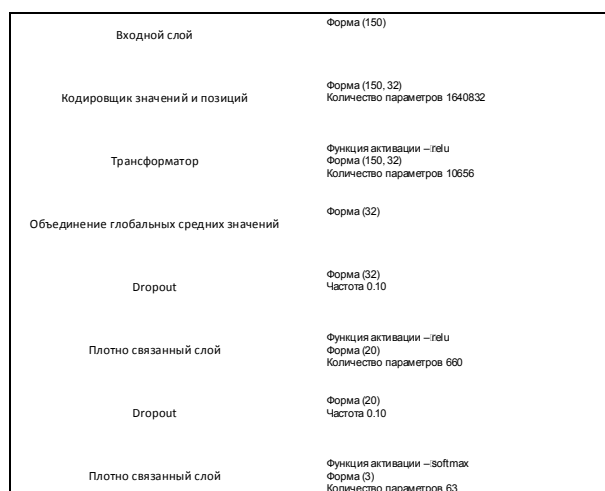 Входной слой
Форма (150)
Кодировщик значений и позиций
Форма (150, 32)
Количество параметров 1640832
Трансформатор
Функция активации – relu
Форма (150, 32)
Количество параметров 10656
Объединение глобальных средних значений
Форма (32)
Dropout
Форма (32)
Частота 0.10
Плотно связанный слой
Функция активации – relu
Форма (20)
Количество параметров 660
Dropout
Форма (20)
Частота 0.10
Плотно связанный слой
Функция активации – softmax
Форма (3)
Количество параметров 63